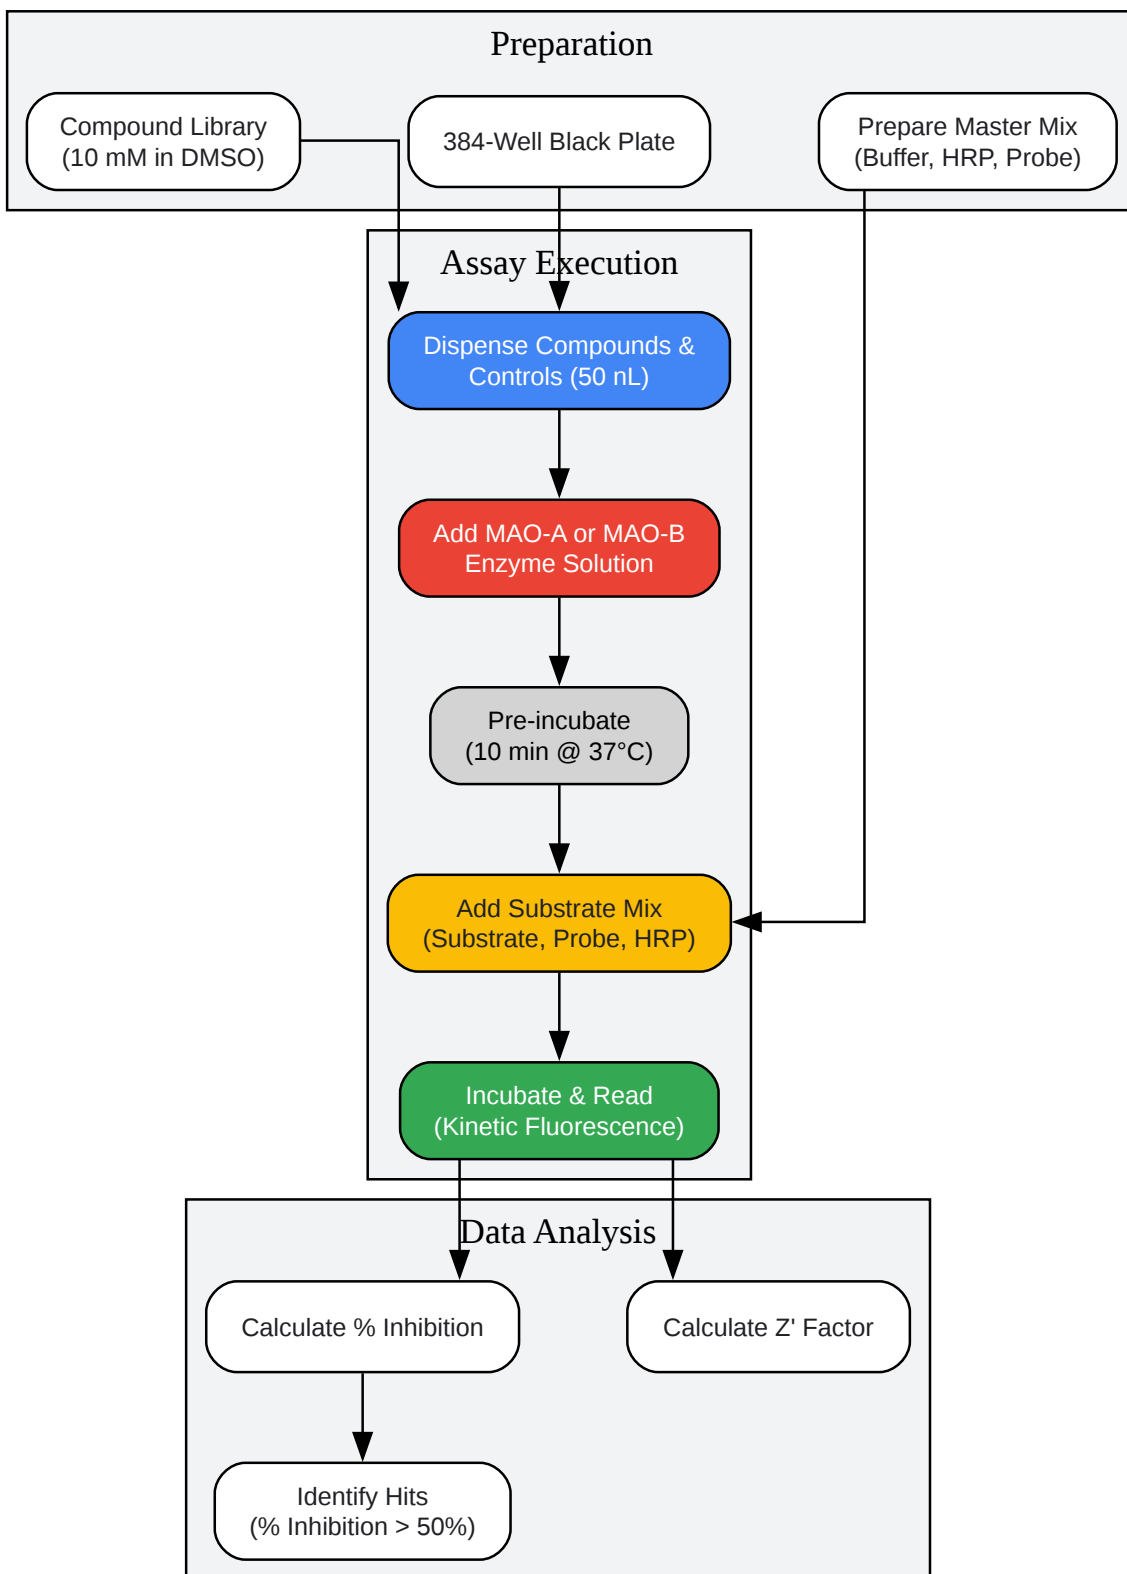 Preparation
Compound Library
(10 mM in DMSO)
384-Well Black Plate
Prepare Master Mix
(Buffer, HRP, Probe)
Assay Execution
Dispense Compounds &
Controls (50 nL)
Add MAO-A or MAO-B
Enzyme Solution
Pre-incubate
(10 min @ 37°C)
Add Substrate Mix
(Substrate, Probe, HRP)
Incubate & Read
(Kinetic Fluorescence)
Data Analysis
Calculate % Inhibition
Calculate Z' Factor
Identify Hits
(% Inhibition > 50%)